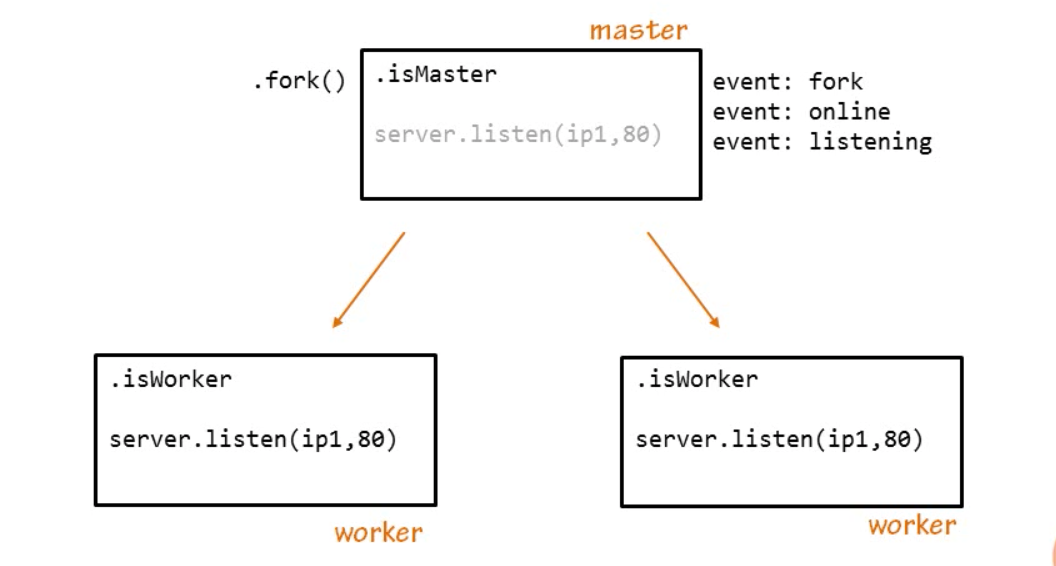 master
.fork()
.isMaster
server.listen(ip1,80)
event: fork
event: online
event: listening
.isWorker
server.listen(ip1,80)
worker
.isWorker
server.listen(ip1,80)
worker